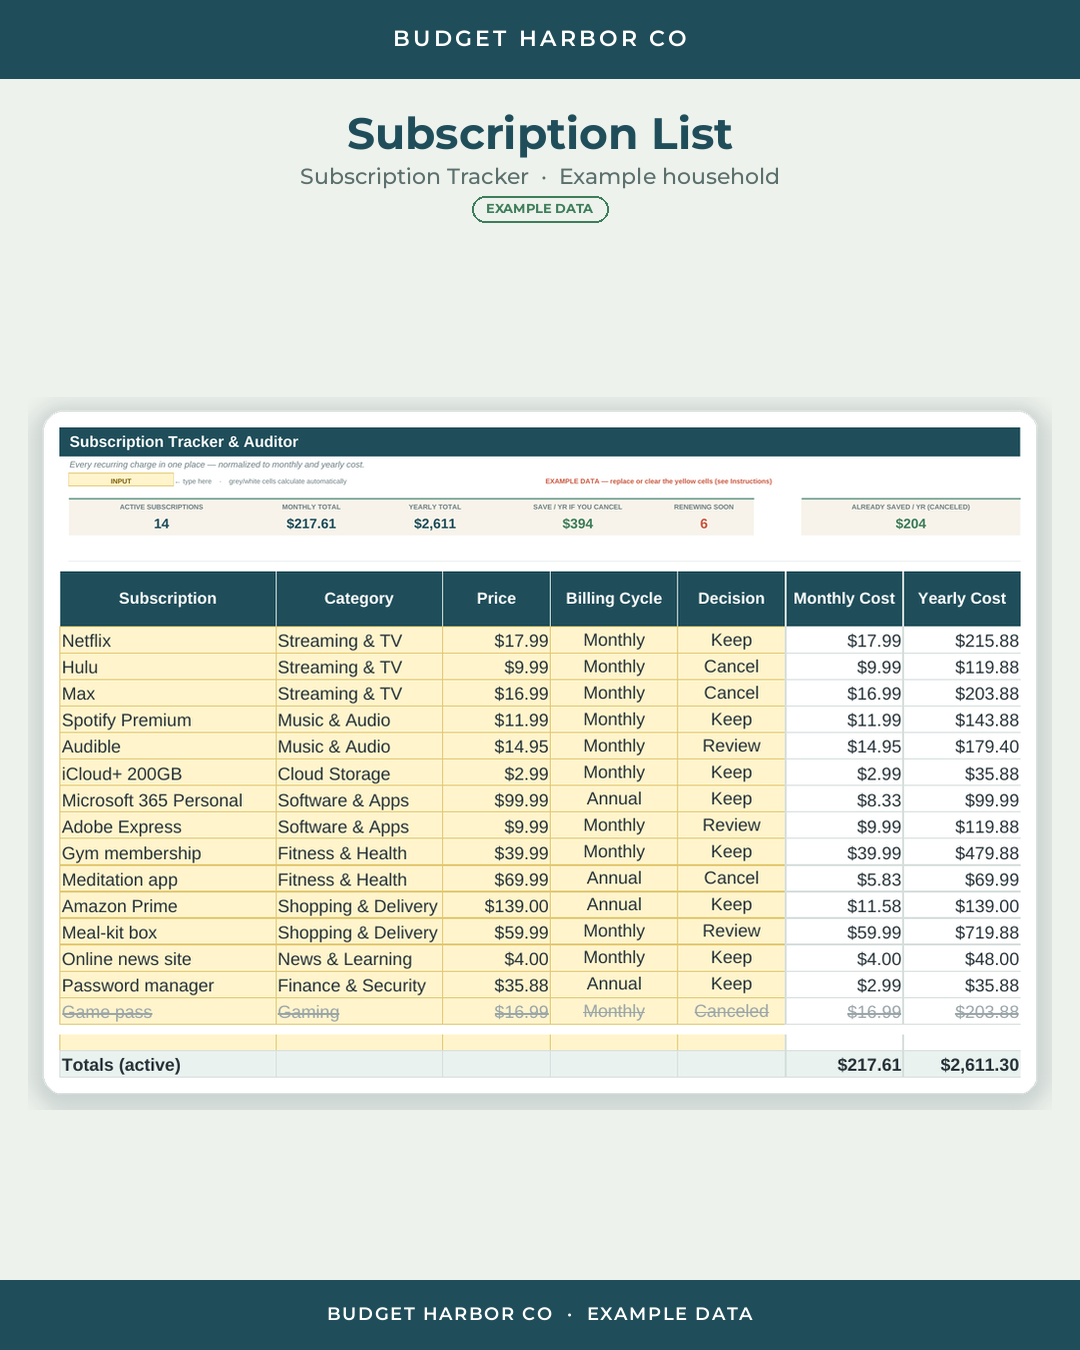 BUDGET HARBOR CO
Subscription List
Subscription Tracker · Example household
EXAMPLE DATA
Subscription Tracker & Auditor
Every recurring charge in one place — normalized to monthly and yearly cost.
INPUT ← type here · grey/white cells calculate automatically EXAMPLE DATA — replace or clear the yellow cells (see Instructions)
ACTIVE SUBSCRIPTIONS MONTHLY TOTAL YEARLY TOTAL SAVE / YR IF YOU CANCEL RENEWING SOON ALREADY SAVED / YR (CANCELED)
14 $217.61 $2,611 $394 6 $204
Subscription Category Price Billing Cycle Decision Monthly Cost Yearly Cost
Netflix Streaming & TV $17.99 Monthly Keep $17.99 $215.88
Hulu Streaming & TV $9.99 Monthly Cancel $9.99 $119.88
Max Streaming & TV $16.99 Monthly Cancel $16.99 $203.88
Spotify Premium Music & Audio $11.99 Monthly Keep $11.99 $143.88
Audible Music & Audio $14.95 Monthly Review $14.95 $179.40
iCloud+ 200GB Cloud Storage $2.99 Monthly Keep $2.99 $35.88
Microsoft 365 Personal Software & Apps $99.99 Annual Keep $8.33 $99.99
Adobe Express Software & Apps $9.99 Monthly Review $9.99 $119.88
Gym membership Fitness & Health $39.99 Monthly Keep $39.99 $479.88
Meditation app Fitness & Health $69.99 Annual Cancel $5.83 $69.99
Amazon Prime Shopping & Delivery $139.00 Annual Keep $11.58 $139.00
Meal-kit box Shopping & Delivery $59.99 Monthly Review $59.99 $719.88
Online news site News & Learning $4.00 Monthly Keep $4.00 $48.00
Password manager Finance & Security $35.88 Annual Keep $2.99 $35.88
Game pass Gaming $16.99 Monthly Canceled $16.99 $203.88
Totals (active) $217.61 $2,611.30
BUDGET HARBOR CO · EXAMPLE DATA